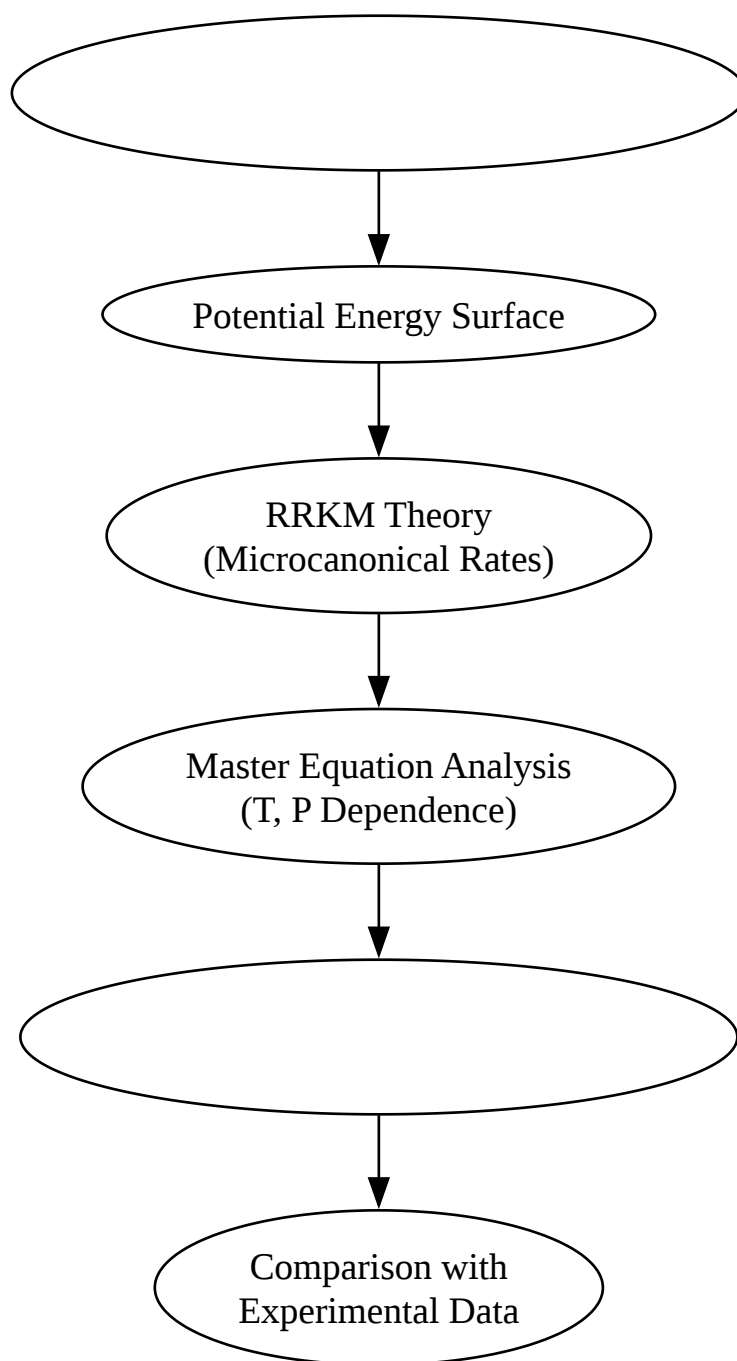 Potential Energy Surface
RRKM Theory
(Microcanonical Rates)
Master Equation Analysis
(T, P Dependence)
Comparison with
Experimental Data